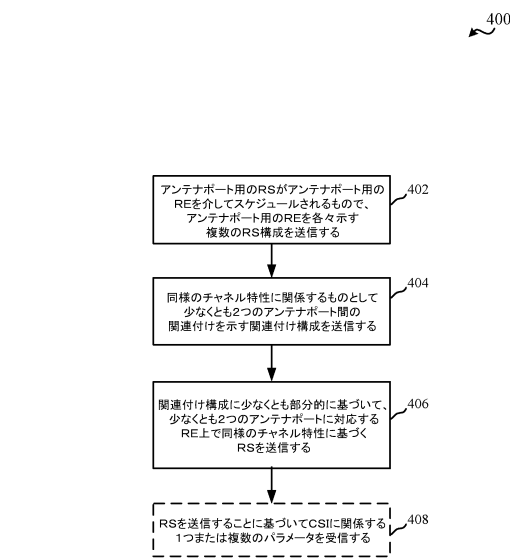 400
アンテナポート用のRSがアンテナポート用の
REを介してスケジュールされるもので、
アンテナポート用のREを各々示す
複数のRS構成を送信する
402
同様のチャネル特性に関係するものとして
少なくとも2つのアンテナポート間の
関連付けを示す関連付け構成を送信する
404
関連付け構成に少なくとも部分的に基づいて、
少なくとも2つのアンテナポートに対応する
RE上で同様のチャネル特性に基づく
RSを送信する
406
RSを送信することに基づいてCSIに関係する
1つまたは複数のパラメータを受信する
408